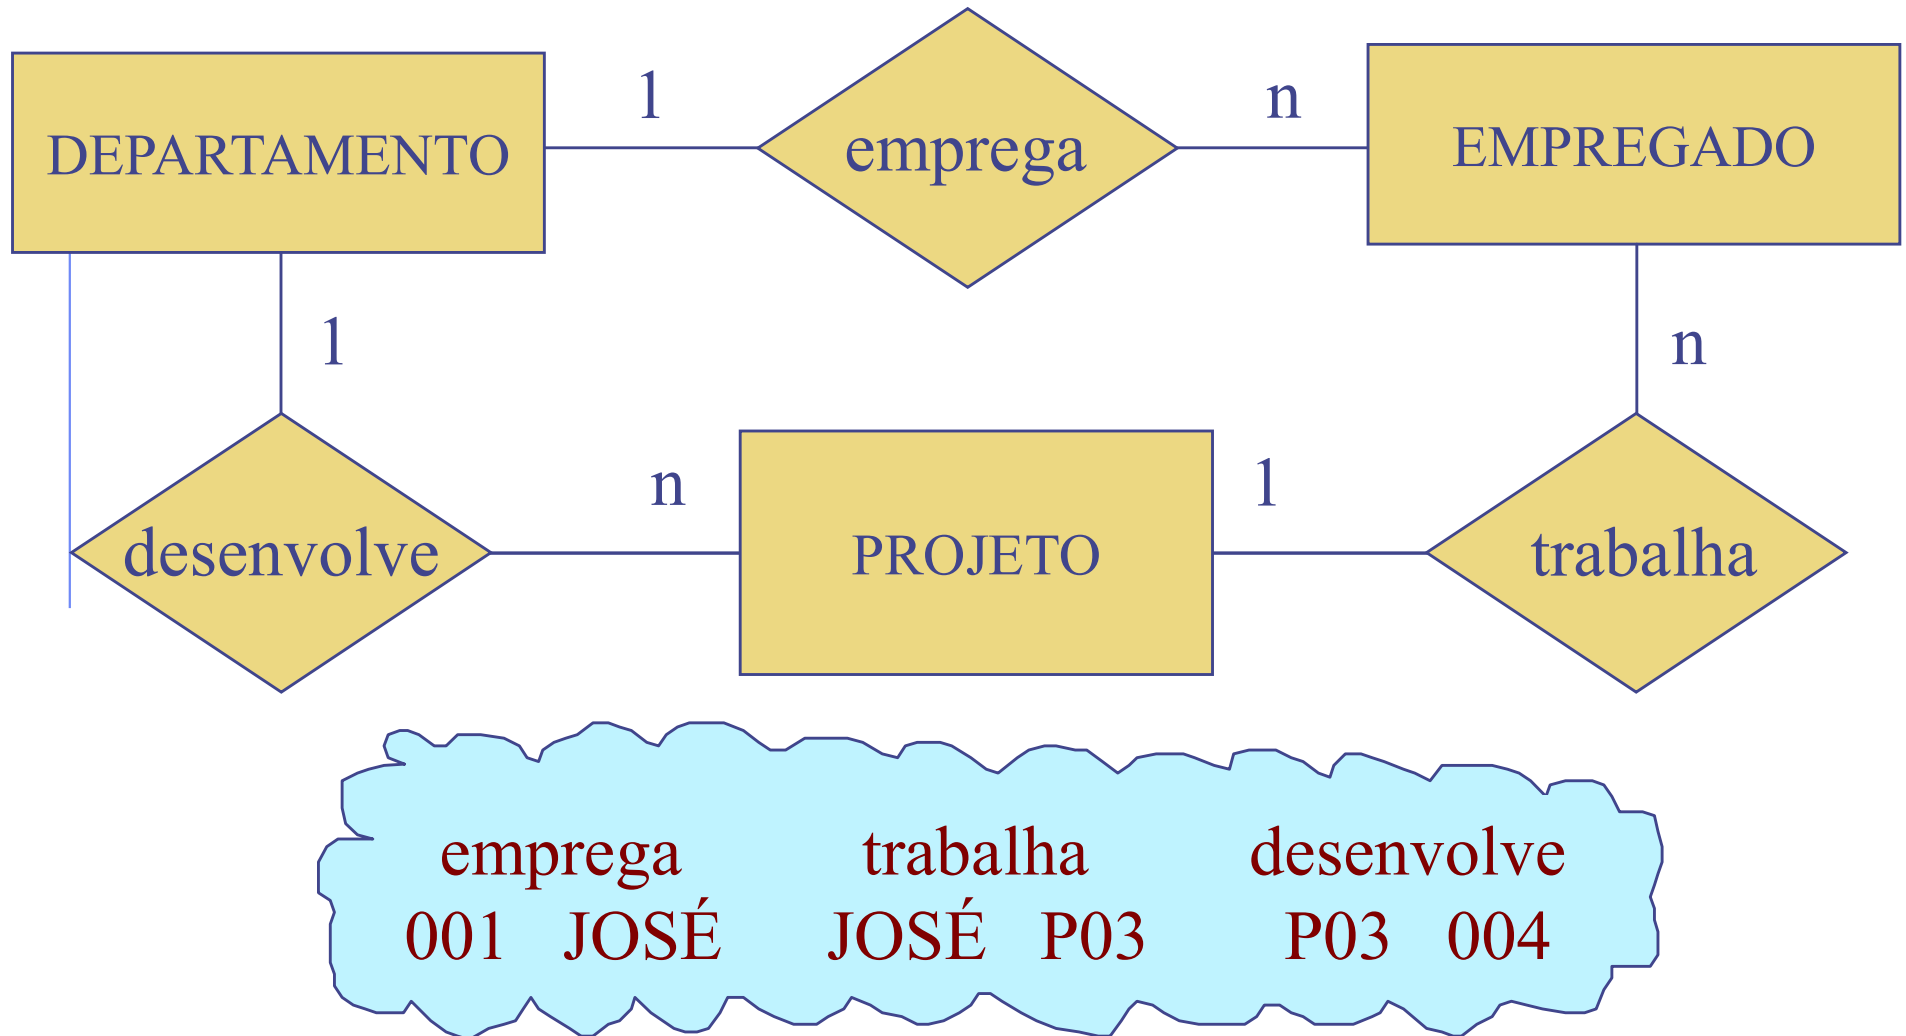 1
n
DEPARTAMENTO
emprega
EMPREGADO
1
n
n
1
desenvolve
PROJETO
trabalha
emprega trabalha desenvolve
001 JOSÉ JOSÉ P03 P03 004